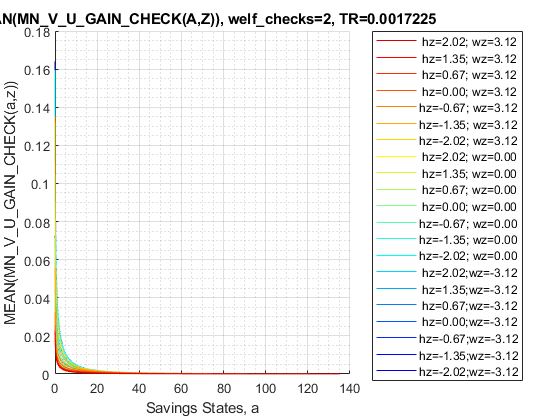 AN(MN_V_U_GAIN_CHECK(A,Z)), welf_checks=2, TR=0.0017225
MEAN(MN_V_U_GAIN_CHECK(a,z))
0.18
0.16
0.14
0.12
0.1
0.08
0.06
0.04
0.02
0
0 20 40 60 80 100 120 140
Savings States, a
hz=2.02; wz=3.12
hz=1.35; wz=3.12
hz=0.67; wz=3.12
hz=0.00; wz=3.12
hz=-0.67; wz=3.12
hz=-1.35; wz=3.12
hz=-2.02; wz=3.12
hz=2.02; wz=0.00
hz=1.35; wz=0.00
hz=0.67; wz=0.00
hz=0.00; wz=0.00
hz=-0.67; wz=0.00
hz=-1.35; wz=0.00
hz=-2.02; wz=0.00
hz=2.02;wz=-3.12
hz=1.35;wz=-3.12
hz=0.67;wz=-3.12
hz=0.00;wz=-3.12
hz=-0.67;wz=-3.12
hz=-1.35;wz=-3.12
hz=-2.02;wz=-3.12